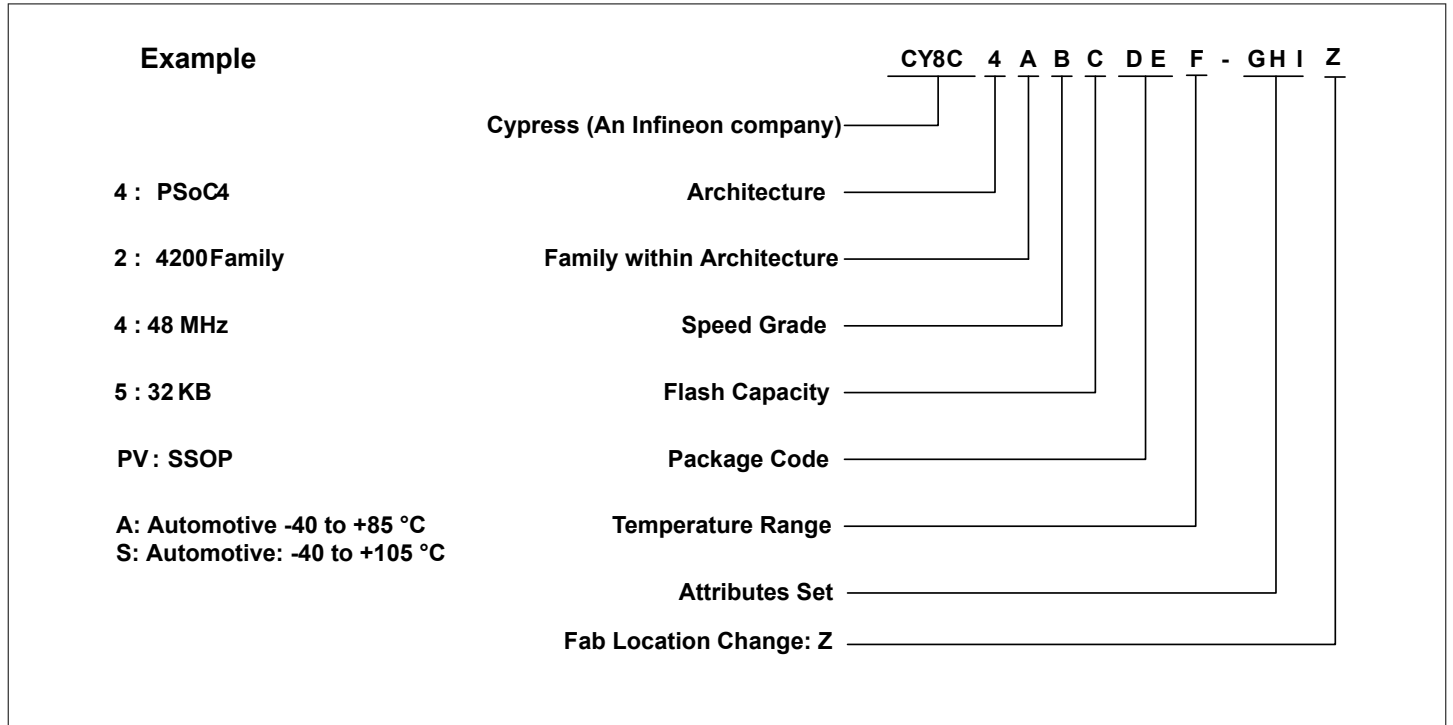 Example CY8C 4 A B C D E F - G H I Z
Cypress (An Infineon company)
4 : PSoC4 Architecture
2 : 4200Family Family within Architecture
4 : 48 MHz Speed Grade
5 : 32 KB Flash Capacity
PV : SSOP Package Code
A: Automotive -40 to +85 °C Temperature Range
S: Automotive: -40 to +105 °C
Attributes Set
Fab Location Change: Z